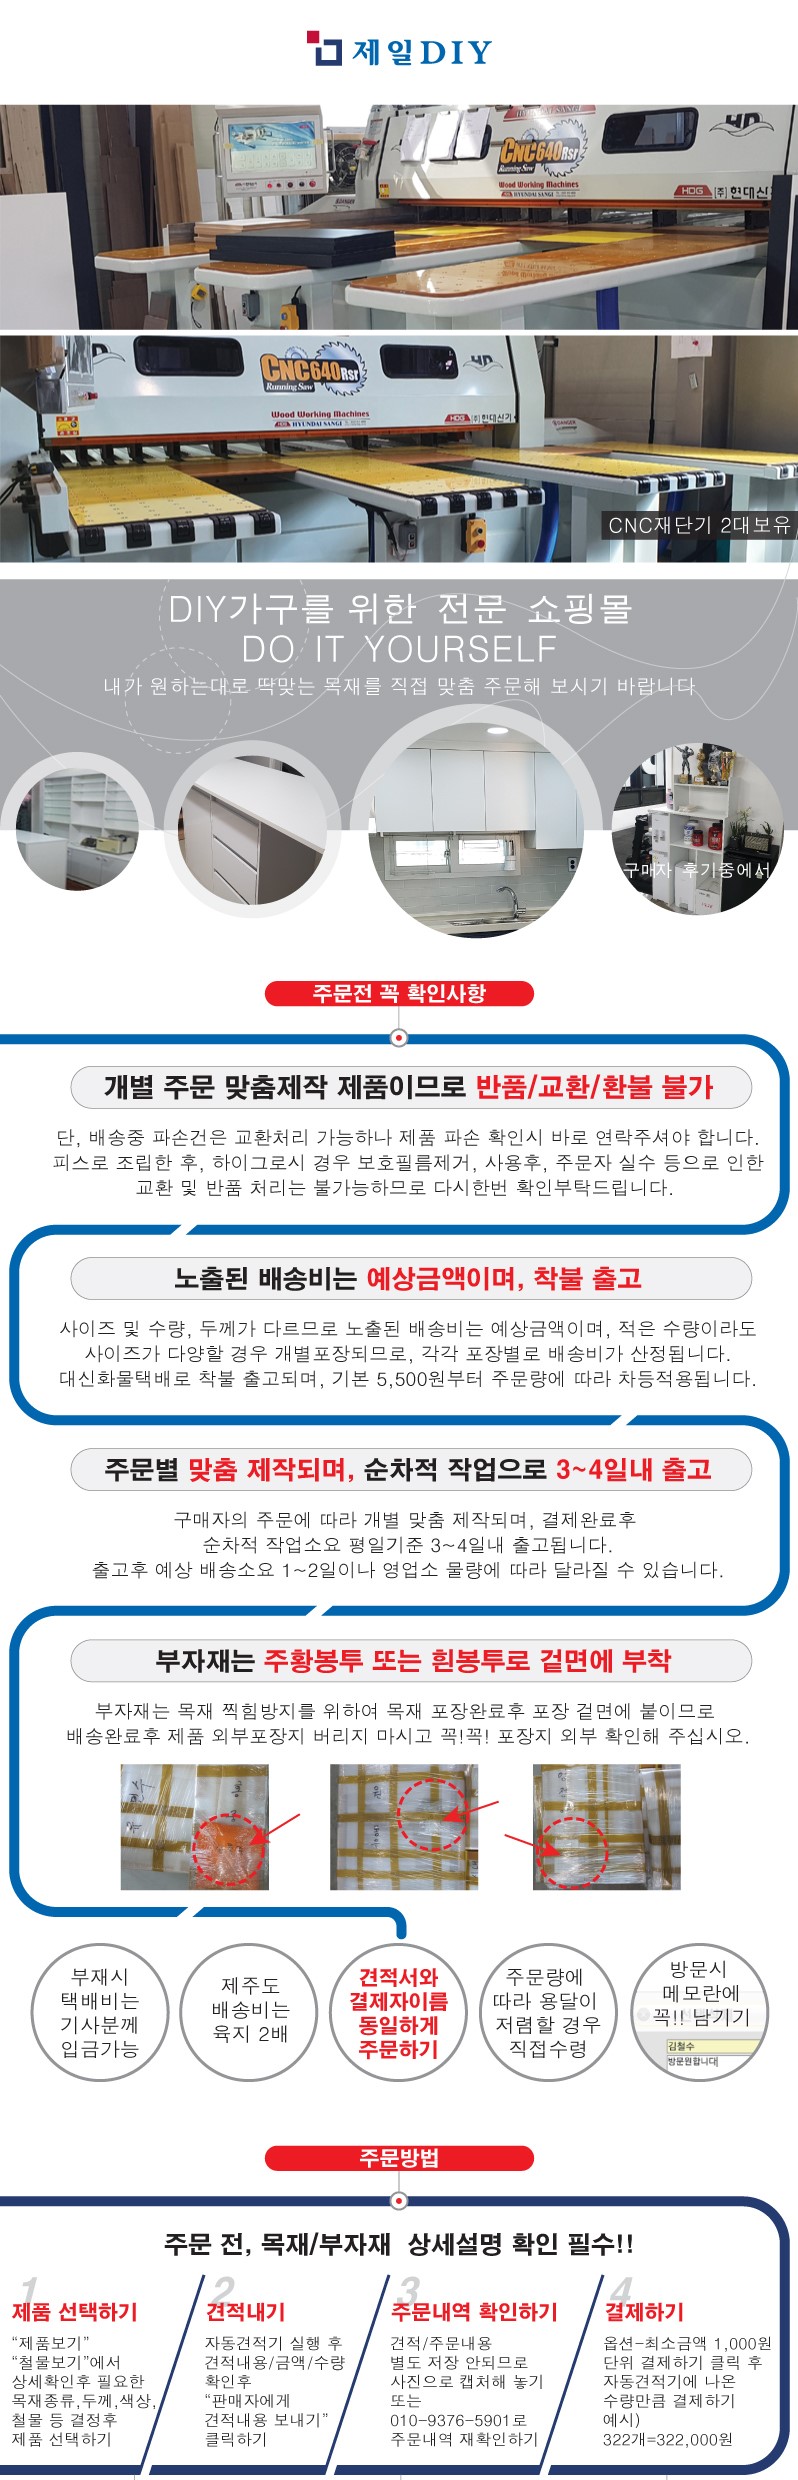 제일DIY
CNC640RSr
Running Saw
Wood Working Machines
HDG HYUNDAI SANGI
HDG (주)현대산기
CNC640RSr
Running Saw
Wood Working Machines
HDG HYUNDAI SANGI
HDG (주)현대산기
CNC재단기 2대보유
DIY가구를 위한 전문 쇼핑몰
DO IT YOURSELF
내가 원하는대로 딱맞는 목재를 직접 맞춤 주문해 보시기 바랍니다
구매자 후기중에서
주문전 꼭 확인사항
개별 주문 맞춤제작 제품이므로 반품/교환/환불 불가
단, 배송중 파손건은 교환처리 가능하나 제품 파손 확인시 바로 연락주셔야 합니다.
피스로 조립한 후, 하이그로시 경우 보호필름제거, 사용후, 주문자 실수 등으로 인한
교환 및 반품 처리는 불가능하므로 다시한번 확인부탁드립니다.
노출된 배송비는 예상금액이며, 착불 출고
사이즈 및 수량, 두께가 다르므로 노출된 배송비는 예상금액이며, 적은 수량이라도
사이즈가 다양할 경우 개별포장되므로, 각각 포장별로 배송비가 산정됩니다.
대신화물택배로 착불 출고되며, 기본 5,500원부터 주문량에 따라 차등적용됩니다.
주문별 맞춤 제작되며, 순차적 작업으로 3~4일내 출고
구매자의 주문에 따라 개별 맞춤 제작되며, 결제완료후
순차적 작업소요 평일기준 3~4일내 출고됩니다.
출고후 예상 배송소요 1~2일이나 영업소 물량에 따라 달라질 수 있습니다.
부자재는 주황봉투 또는 흰봉투로 겉면에 부착
부자재는 목재 찍힘방지를 위하여 목재 포장완료후 포장 겉면에 붙이므로
배송완료후 제품 외부포장지 버리지 마시고 꼭!꼭! 포장지 외부 확인해 주십시오.
부재시
택배비는
기사분께
입금가능
제주도
배송비는
육지 2배
견적서와
결제자이름
동일하게
주문하기
주문량에
따라 용달이
저렴할 경우
직접수령
방문시
메모란에
꼭!! 남기기
김철수
방문원합니다
주문방법
주문 전, 목재/부자재 상세설명 확인 필수!!
1
제품 선택하기
“제품보기”
“철물보기”에서
상세확인후 필요한
목재종류,두께,색상,
철물 등 결정후
제품 선택하기
2
견적내기
자동견적기 실행 후
견적내용/금액/수량
확인후
“판매자에게
견적내용 보내기”
클릭하기
3
주문내역 확인하기
견적/주문내용
별도 저장 안되므로
사진으로 캡처해 놓기
또는
010-9376-5901로
주문내역 재확인하기
4
결제하기
옵션-최소금액 1,000원
단위 결제하기 클릭 후
자동견적기에 나온
수량만큼 결제하기
예시)
322개=322,000원